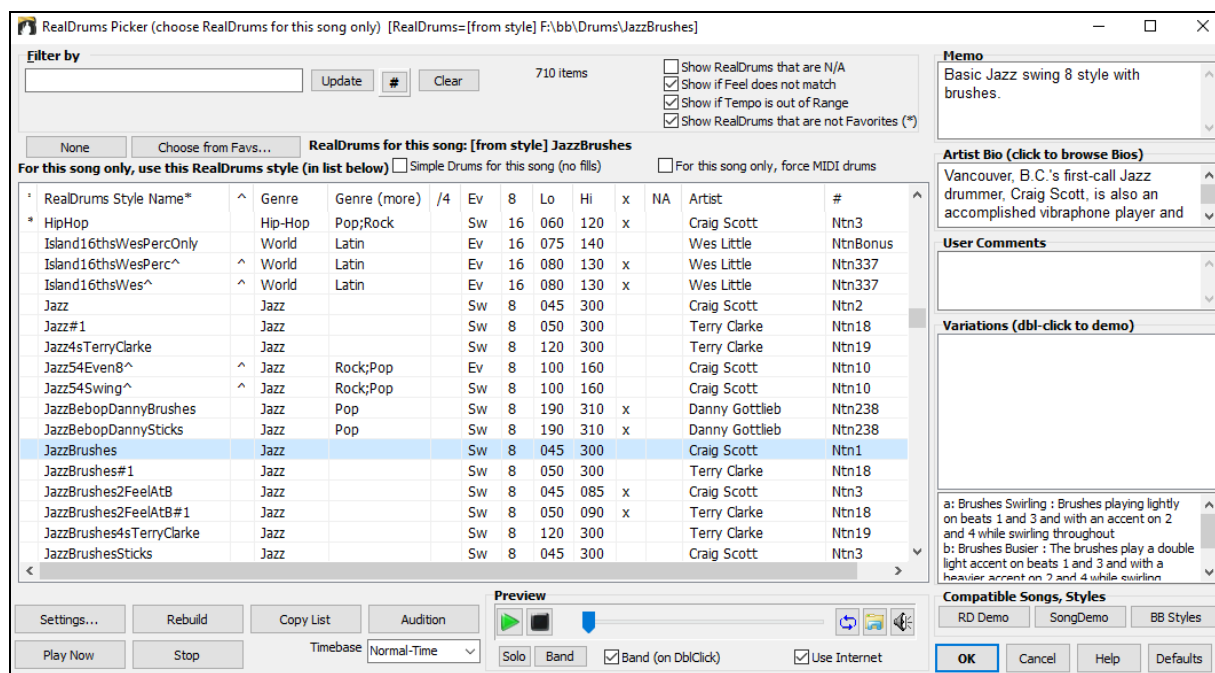 RealDrums Picker (choose RealDrums for this song only) [RealDrums=[from style] F:\bb\Drums\JazzBrushes]
Filter by
Update # Clear 710 items
Show RealDrums that are N/A
Show if Feel does not match
Show if Tempo is out of Range
Show RealDrums that are not Favorites (*)
None Choose from Favs... RealDrums for this song: [from style] JazzBrushes
For this song only, use this RealDrums style (in list below) Simple Drums for this song (no fills) For this song only, force MIDI drums
RealDrums Style Name* ^ Genre Genre (more) /4 Ev 8 Lo Hi x NA Artist #
* HipHop Hip-Hop Pop;Rock Sw 16 060 120 x Craig Scott Ntn3
Island16thsWesPercOnly World Latin Ev 16 075 140 Wes Little NtnBonus
Island16thsWesPerc^ ^ World Latin Ev 16 080 130 x Wes Little Ntn337
Island16thsWes^ ^ World Latin Ev 16 080 130 x Wes Little Ntn337
Jazz Jazz Sw 8 045 300 Craig Scott Ntn2
Jazz#1 Jazz Sw 8 050 300 Terry Clarke Ntn18
Jazz4sTerryClarke Jazz Sw 8 120 300 Terry Clarke Ntn19
Jazz54Even8^ ^ Jazz Rock;Pop Ev 8 100 160 Craig Scott Ntn10
Jazz54Swing^ ^ Jazz Rock;Pop Sw 8 100 160 Craig Scott Ntn10
JazzBebopDannyBrushes Jazz Pop Sw 8 190 310 x Danny Gottlieb Ntn238
JazzBebopDannySticks Jazz Pop Sw 8 190 310 x Danny Gottlieb Ntn238
JazzBrushes Jazz Sw 8 045 300 Craig Scott Ntn1
JazzBrushes#1 Jazz Sw 8 050 300 Terry Clarke Ntn18
JazzBrushes2FeelAtB Jazz Sw 8 045 085 x Craig Scott Ntn3
JazzBrushes2FeelAtB#1 Jazz Sw 8 050 090 x Terry Clarke Ntn18
JazzBrushes4sTerryClarke Jazz Sw 8 120 300 Terry Clarke Ntn19
JazzBrushesSticks Jazz Sw 8 045 300 Craig Scott Ntn3
Memo
Basic Jazz swing 8 style with
brushes.
Artist Bio (click to browse Bios)
Vancouver, B.C.'s first-call Jazz
drummer, Craig Scott, is also an
accomplished vibraphone player and
User Comments
Variations (dbl-click to demo)
a: Brushes Swirling : Brushes playing lightly
on beats 1 and 3 and with an accent on 2
and 4 while swirling throughout
b: Brushes Busier : The brushes play a double
light accent on beats 1 and 3 and with a
heavier accent on 2 and 4 while swirling
Settings... Rebuild Copy List Audition
Play Now Stop Timebase Normal-Time
Preview
Solo Band Band (on DblClick) Use Internet
Compatible Songs, Styles
RD Demo SongDemo BB Styles
OK Cancel Help Defaults